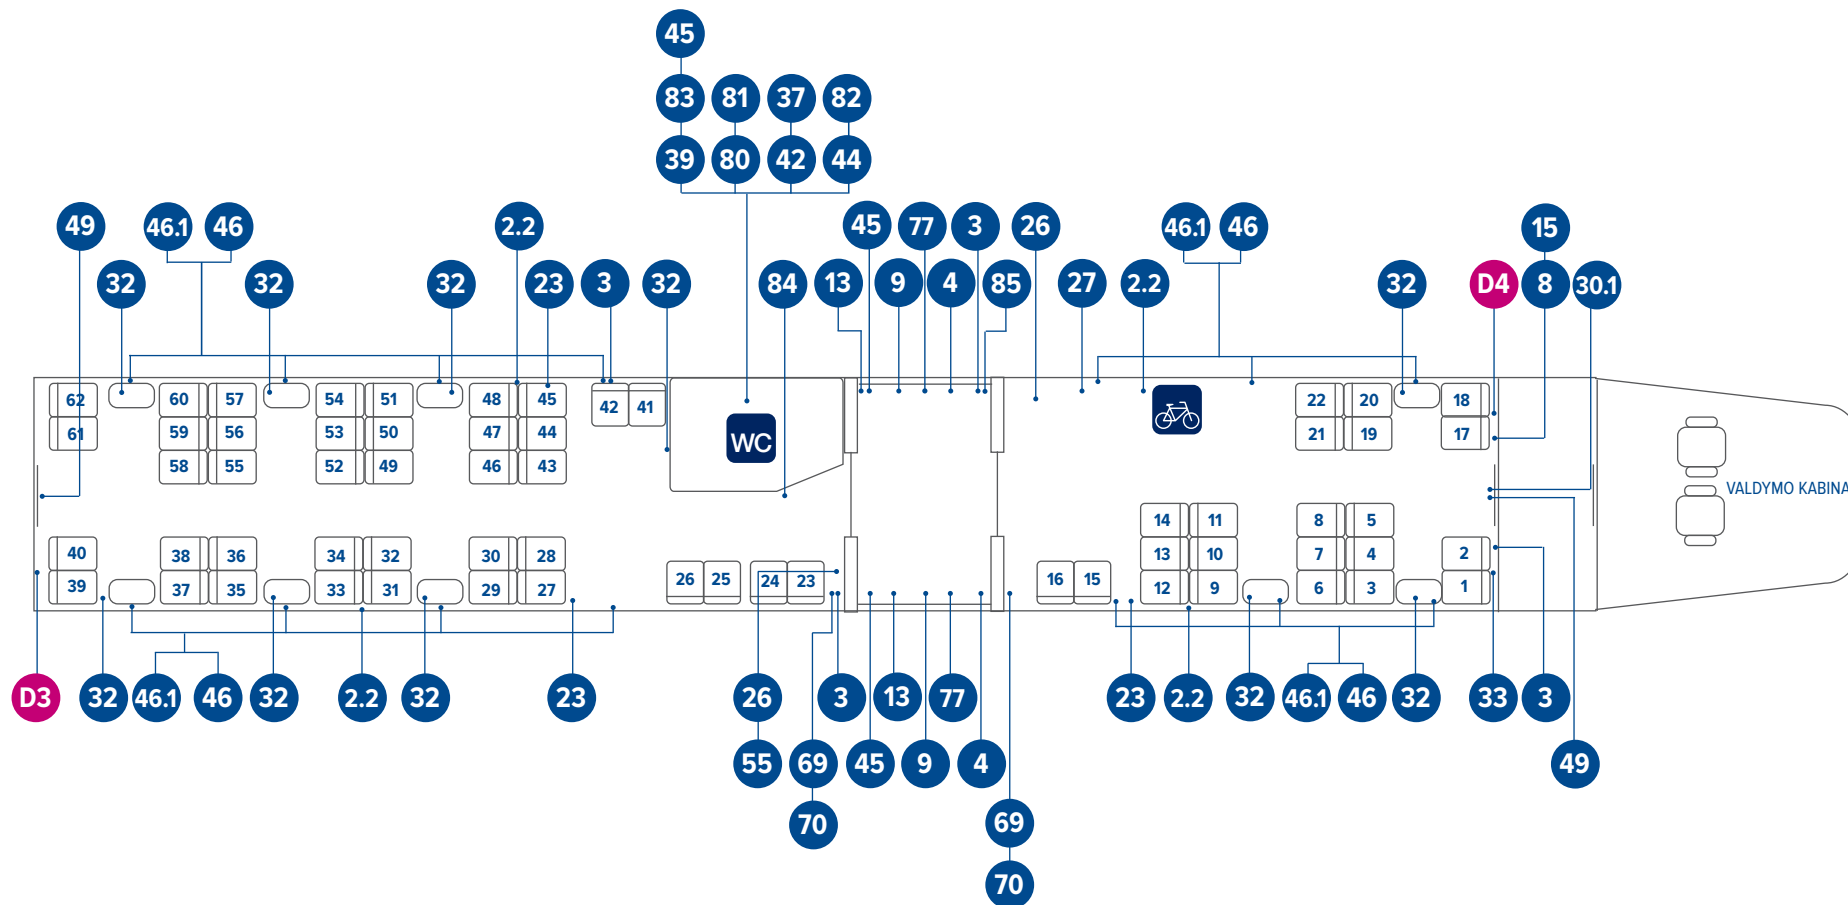 45
83 81 37 82
39 80 42 44
49 46.1 46 2.2 45 77 3 26 46.1 46 15
32 32 32 23 3 32 84 13 9 4 85 27 2.2 32 D4 8 30.1
62 60 57 54 51 48 45 42 41 22 20 18
61 59 56 53 50 47 44 WC 21 19 17
58 55 52 49 46 43
VALDYMO KABINA
14 11 8 5
40 38 36 34 32 30 28 13 10 7 4 2
39 37 35 33 31 29 27 26 25 24 23 16 15 12 9 6 3 1
D3 32 46.1 46 32 2.2 32 23 26 3 13 77 23 2.2 32 46.1 46 32 33 3
55 69 45 9 4 49
70 69
70